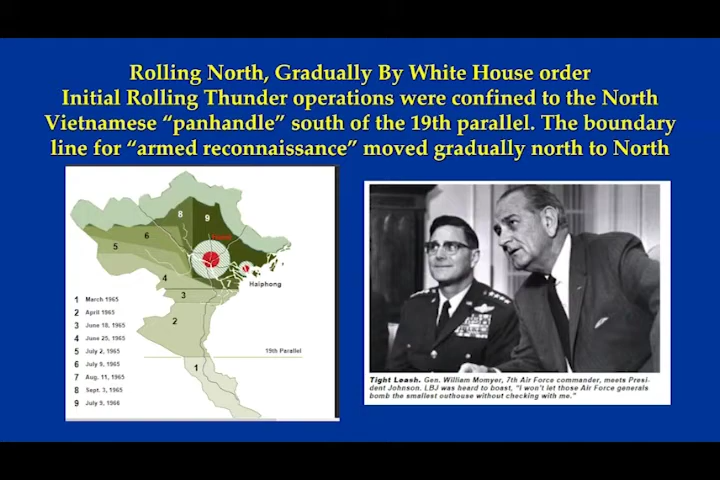 Rolling North, Gradually By White House order
Initial Rolling Thunder operations were confined to the North
Vietnamese “panhandle” south of the 19th parallel. The boundary
line for “armed reconnaissance” moved gradually north to North
8
9
6
5
Hanoi
4
7
Haiphong
3
2
19th Parallel
1
1 March 1965
2 April 1965
3 June 18, 1965
4 June 25, 1965
5 July 2, 1965
6 July 9, 1965
7 Aug. 11, 1965
8 Sept. 3, 1965
9 July 9, 1966
Tight Leash. Gen. William Momyer, 7th Air Force commander, meets Presi-
dent Johnson. LBJ was heard to boast, “I won’t let those Air Force generals
bomb the smallest outhouse without checking with me.”